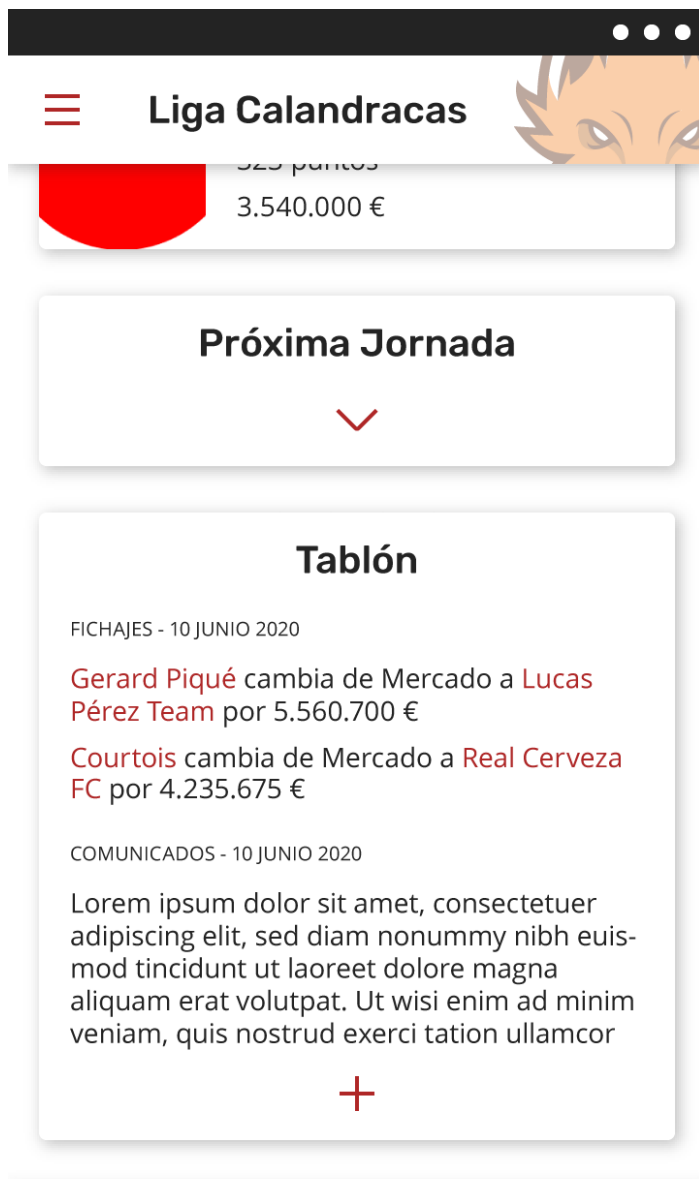 Liga Calandracas
323 puntos
3.540.000 €
Próxima Jornada
Tablón
FICHAJES - 10 JUNIO 2020
Gerard Piqué cambia de Mercado a Lucas
Pérez Team por 5.560.700 €
Courtois cambia de Mercado a Real Cerveza
FC por 4.235.675 €
COMUNICADOS - 10 JUNIO 2020
Lorem ipsum dolor sit amet, consectetuer
adipiscing elit, sed diam nonummy nibh euis-
mod tincidunt ut laoreet dolore magna
aliquam erat volutpat. Ut wisi enim ad minim
veniam, quis nostrud exerci tation ullamcor